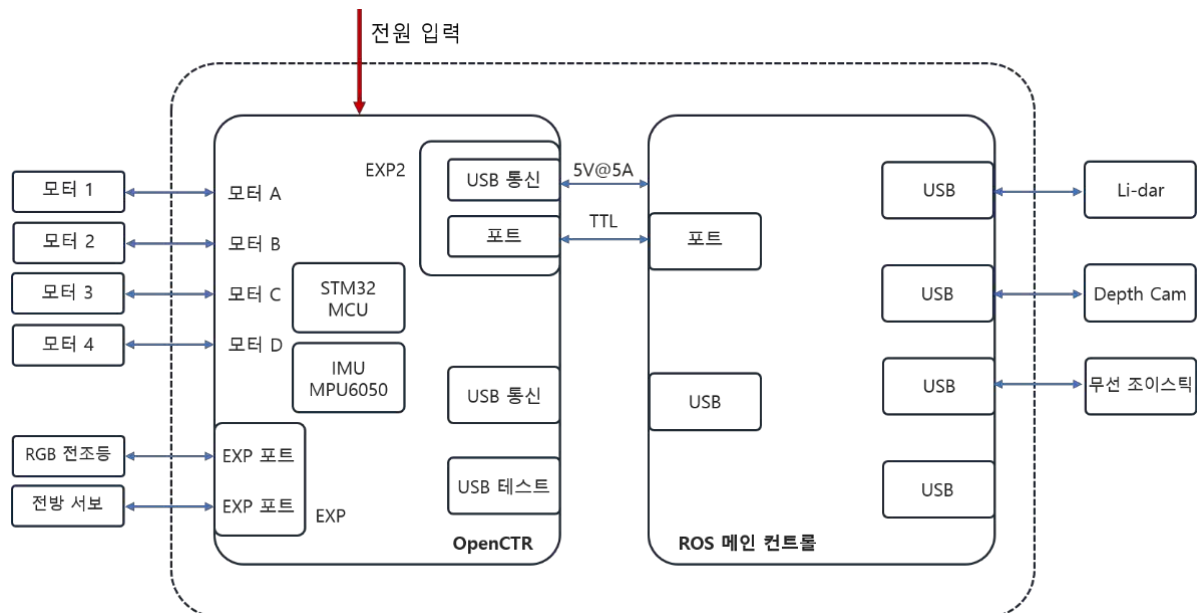 전원 입력
모터 1
모터 2
모터 3
모터 4
RGB 전조등
전방 서보
모터 A
모터 B
모터 C
모터 D
STM32
MCU
IMU
MPU6050
EXP 포트
EXP 포트
EXP
EXP2
USB 통신
포트
USB 통신
USB 테스트
OpenCTR
5V@5A
TTL
포트
USB
ROS 메인 컨트롤
USB
USB
USB
USB
Li-dar
Depth Cam
무선 조이스틱